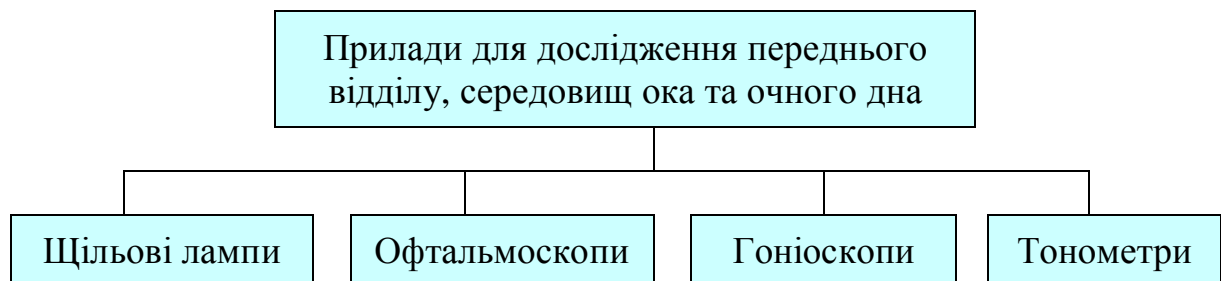 Прилади для дослідження переднього
відділу, середовищ ока та очного дна
Щільові лампи
Офтальмоскопи
Гоніоскопи
Тонометри